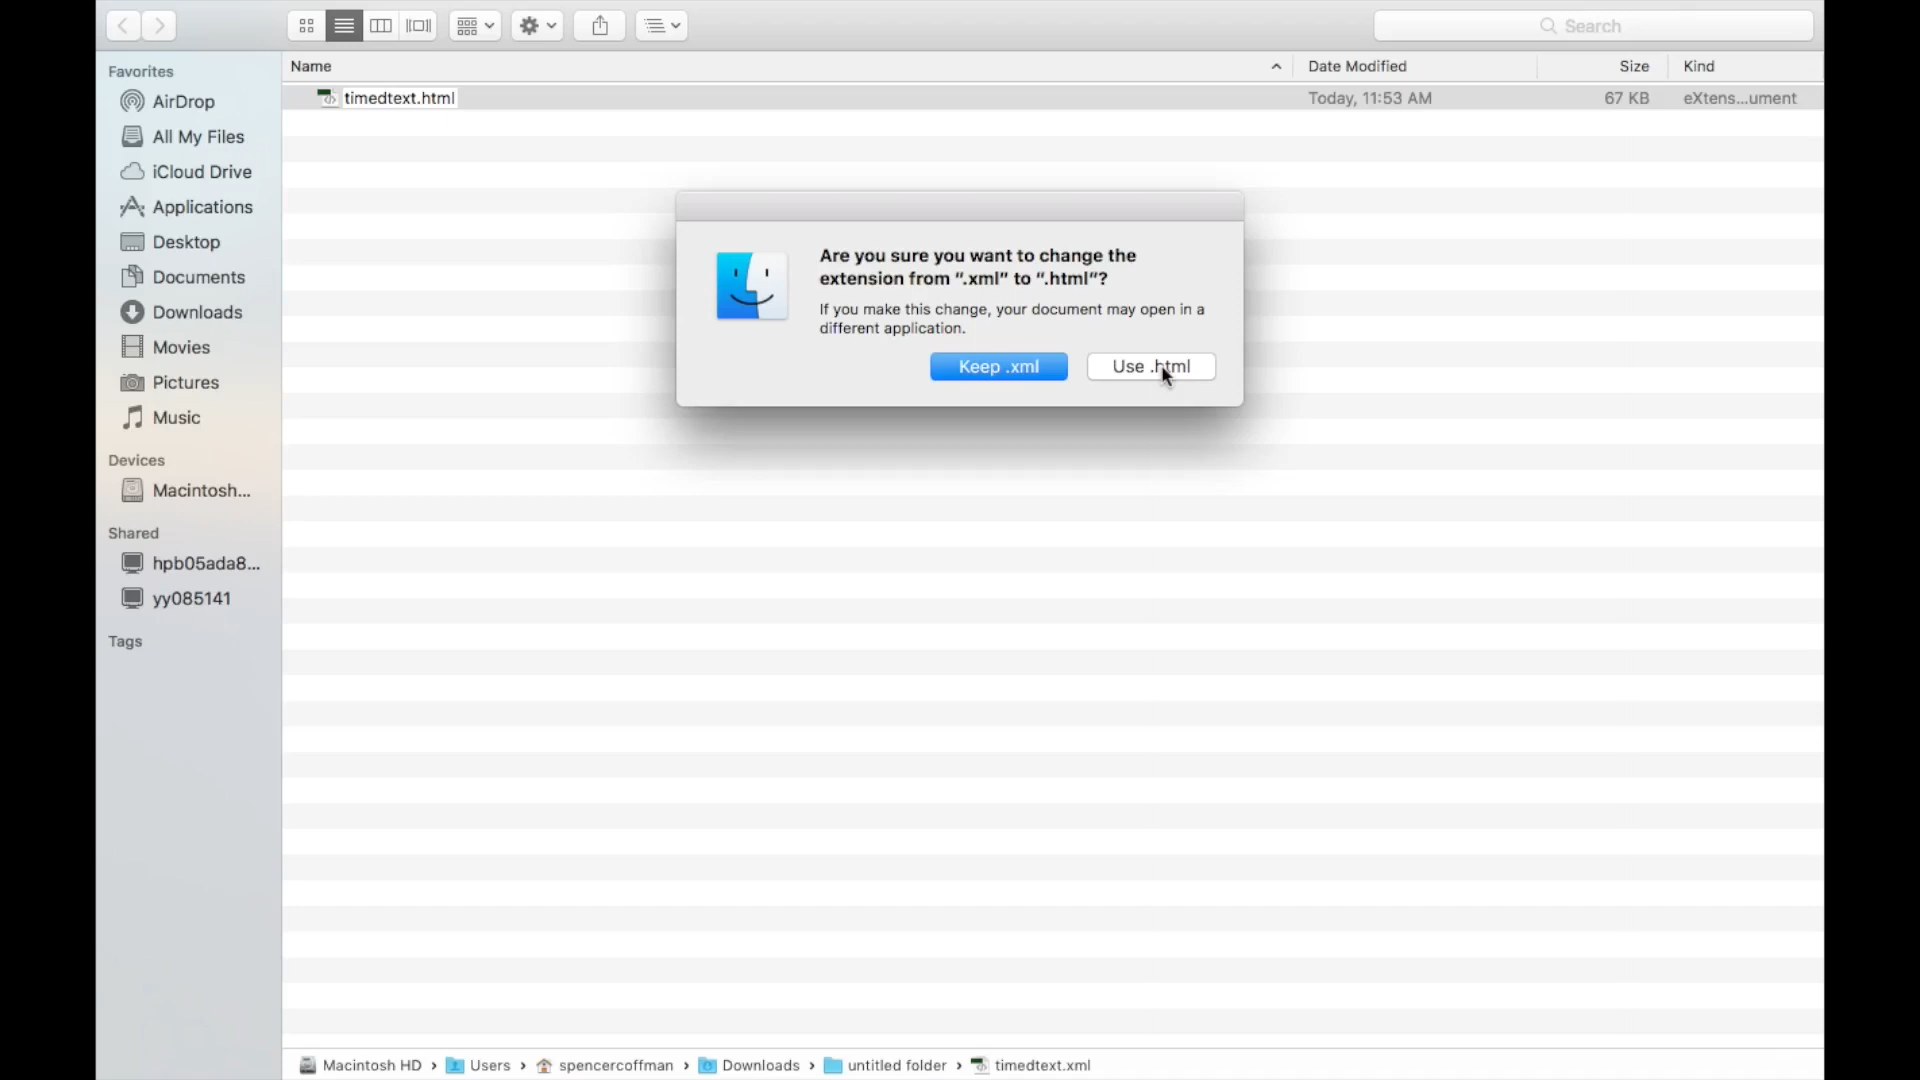 Search
Name
Date Modified
Size
Kind
timedtext.html
Today, 11:53 AM
67 KB
eXtens...ument
Favorites
AirDrop
All My Files
iCloud Drive
Applications
Desktop
Documents
Downloads
Movies
Pictures
Music
Devices
Macintosh...
Shared
hpb05ada8...
yy085141
Tags
Are you sure you want to change the
extension from “.xml” to “.html”?
If you make this change, your document may open in a
different application.
Keep .xml
Use .html
Macintosh HD › Users › spencercoffman › Downloads › untitled folder › timedtext.xml